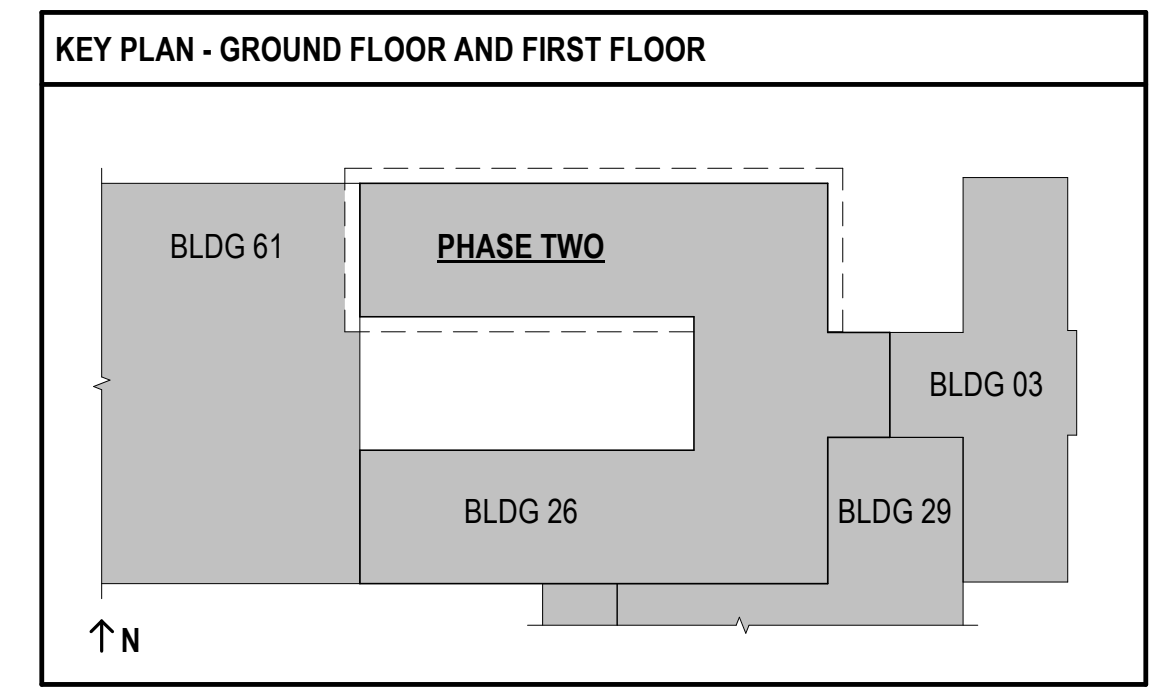 KEY PLAN - GROUND FLOOR AND FIRST FLOOR
BLDG 61
PHASE TWO
BLDG 03
BLDG 26
BLDG 29
N